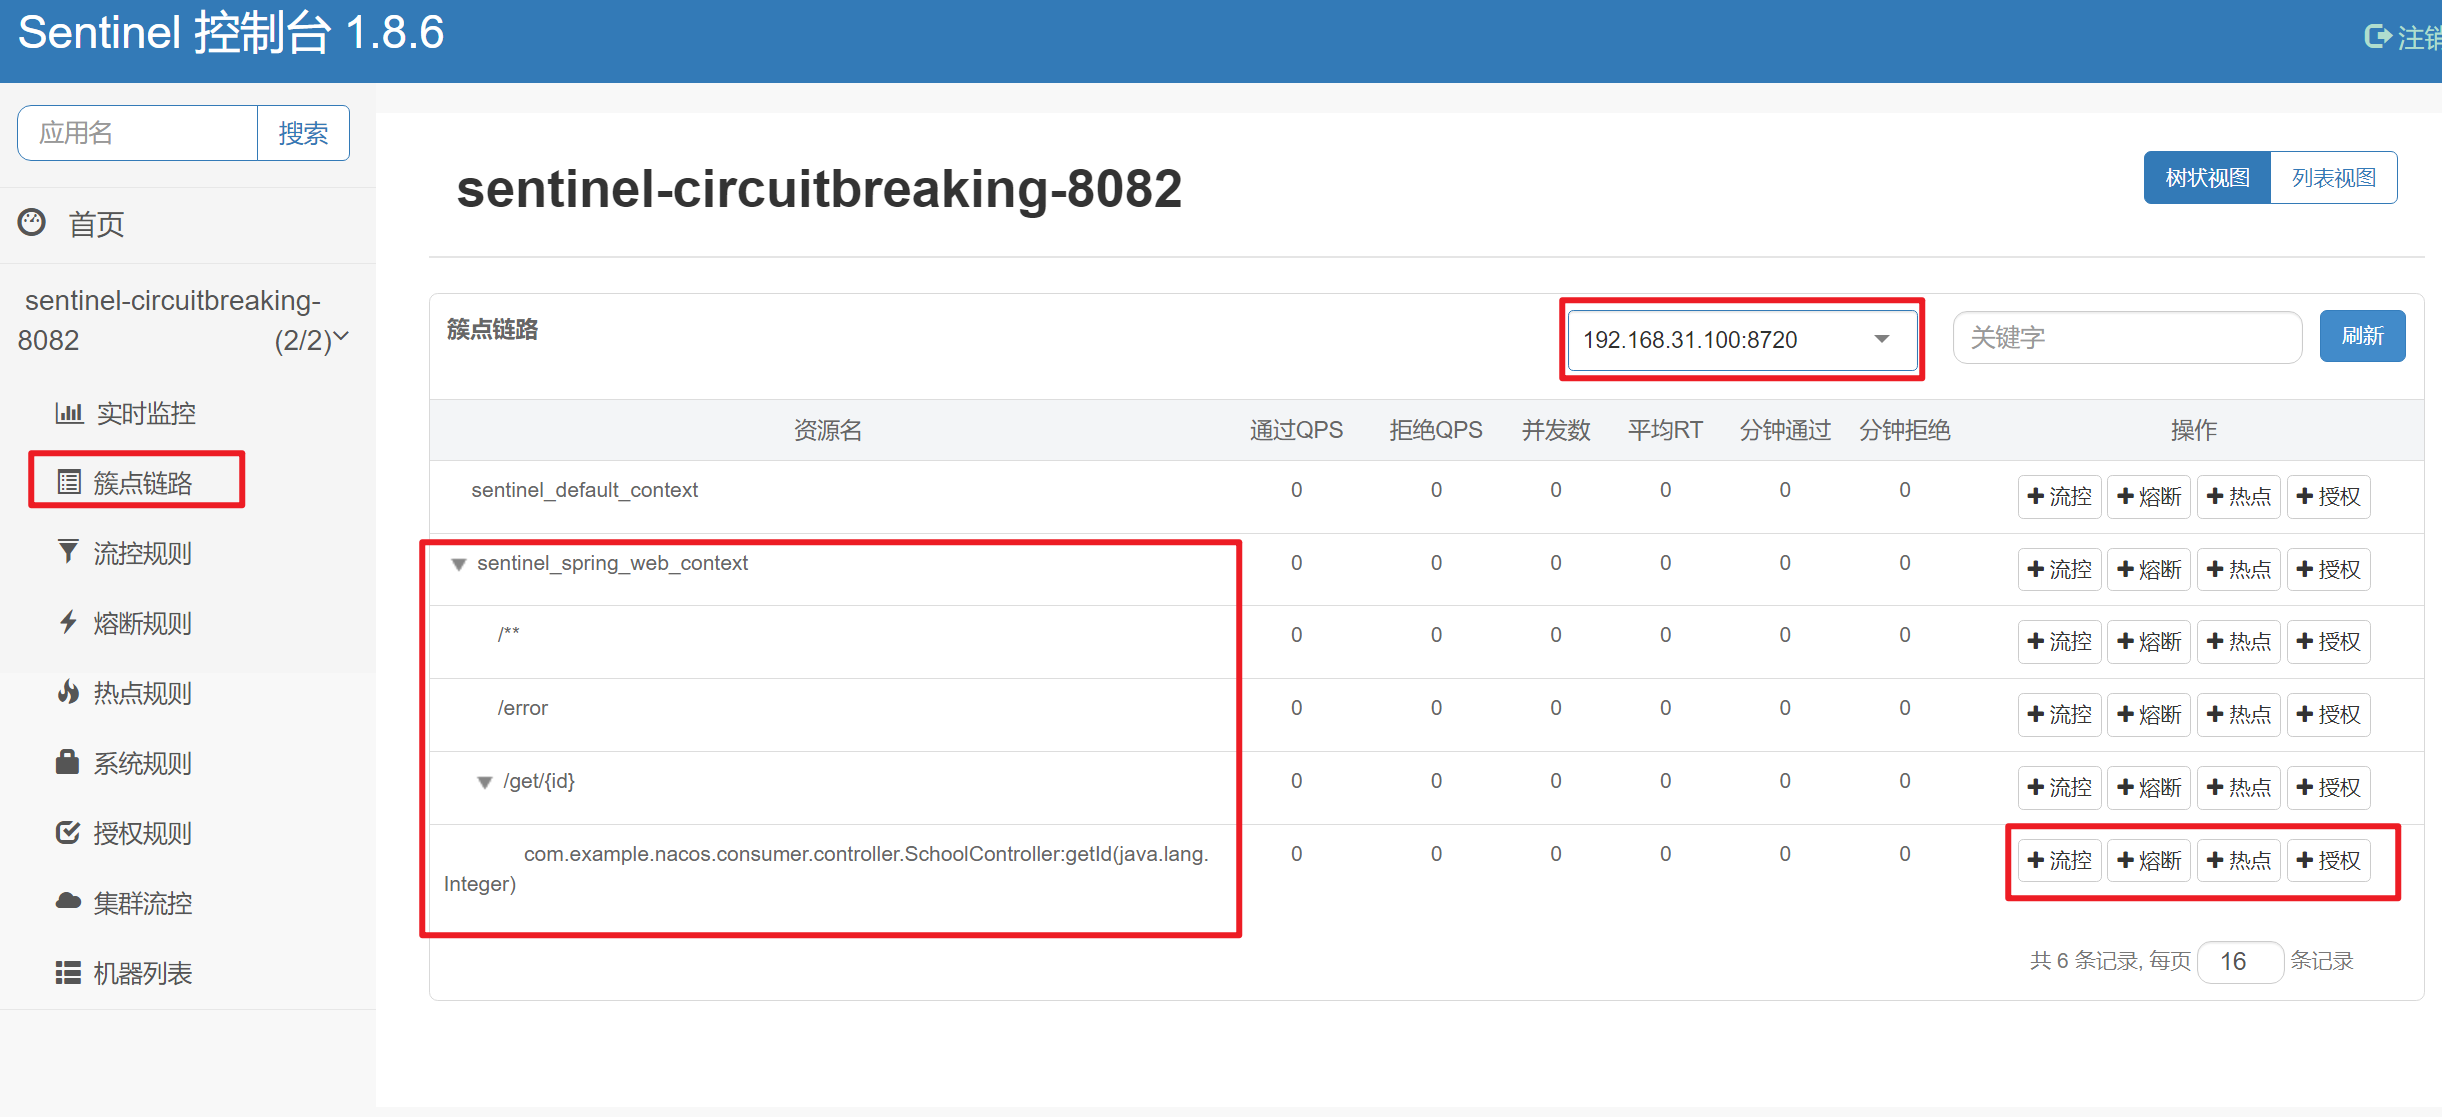 Sentinel 控制台 1.8.6
注销
应用名 搜索
首页
sentinel-circuitbreaking-
8082 (2/2)
实时监控
簇点链路
流控规则
熔断规则
热点规则
系统规则
授权规则
集群流控
机器列表
sentinel-circuitbreaking-8082
树状视图 列表视图
簇点链路 192.168.31.100:8720 关键字 刷新
资源名 通过QPS 拒绝QPS 并发数 平均RT 分钟通过 分钟拒绝 操作
sentinel_default_context 0 0 0 0 0 0 流控 熔断 热点 授权
sentinel_spring_web_context 0 0 0 0 0 0 流控 熔断 热点 授权
/** 0 0 0 0 0 0 流控 熔断 热点 授权
/error 0 0 0 0 0 0 流控 熔断 热点 授权
/get/{id} 0 0 0 0 0 0 流控 熔断 热点 授权
com.example.nacos.consumer.controller.SchoolController:getId(java.lang. 0 0 0 0 0 0 流控 熔断 热点 授权
Integer)
共 6 条记录, 每页 16 条记录